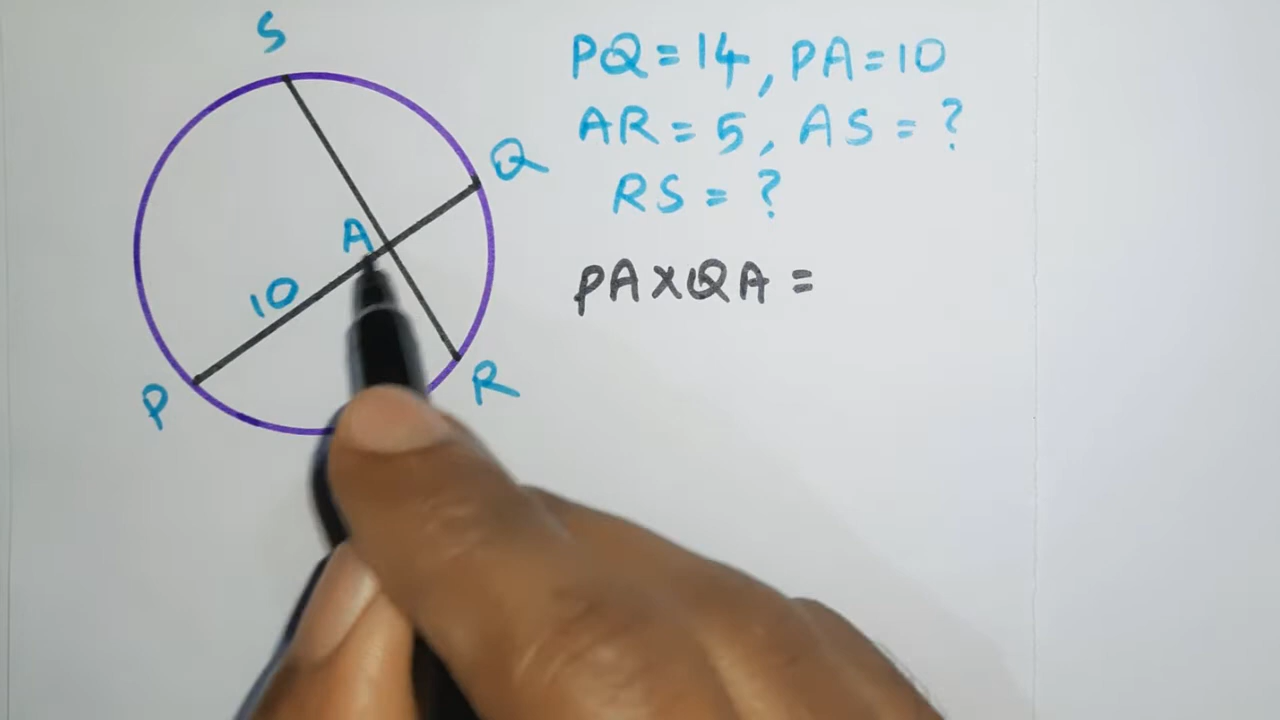 S
Q
A
10
P
R
PQ = 14, PA = 10
AR = 5, AS = ?
RS = ?
PA X QA =